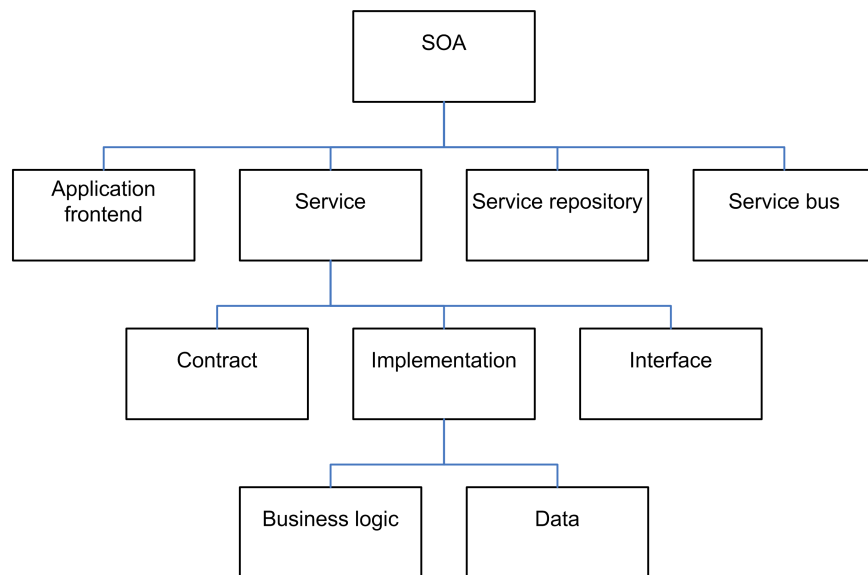 SOA
Application
frontend
Service
Service repository
Service bus
Contract
Implementation
Interface
Business logic
Data